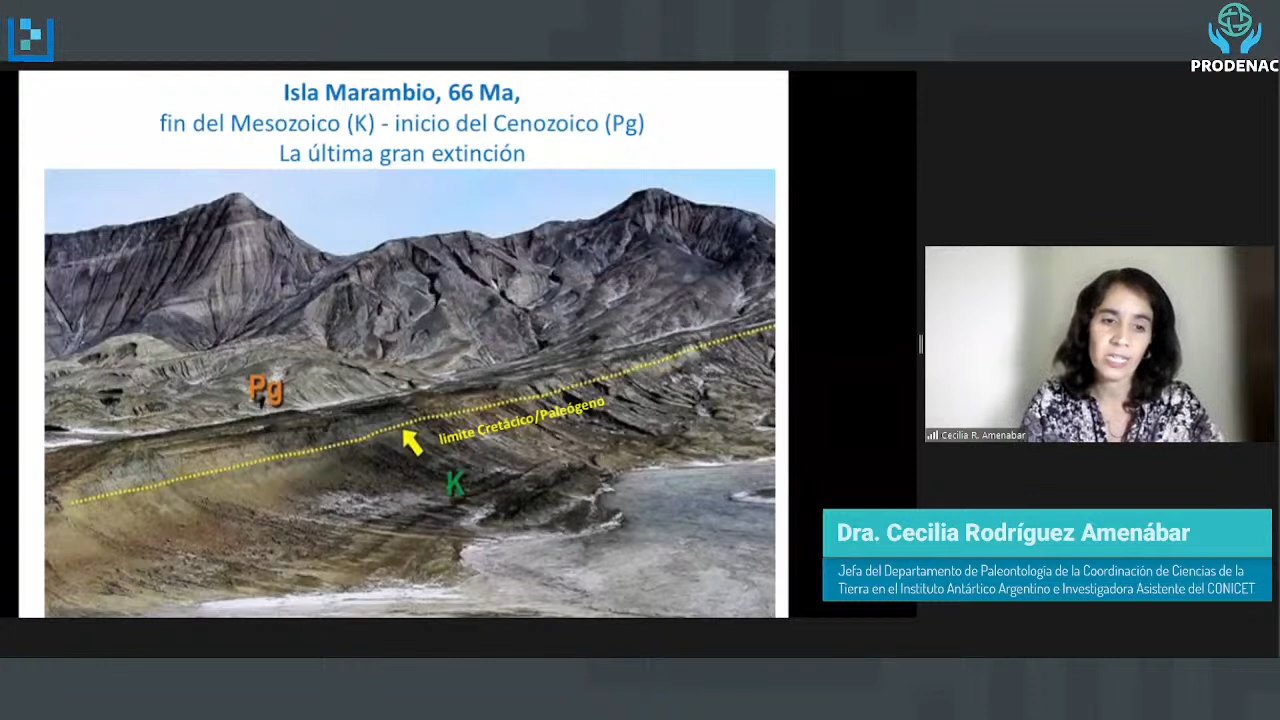 PRODENAC
Isla Marambio, 66 Ma,
fin del Mesozoico (K) - inicio del Cenozoico (Pg)
La última gran extinción
Pg
limite Cretácico/Paleógeno
K
Cecilia R. Amenabar
Dra. Cecilia Rodríguez Amenábar
Jefa del Departamento de Paleontología de la Coordinación de Ciencias de la
Tierra en el Instituto Antártico Argentino e Investigadora Asistente del CONICET